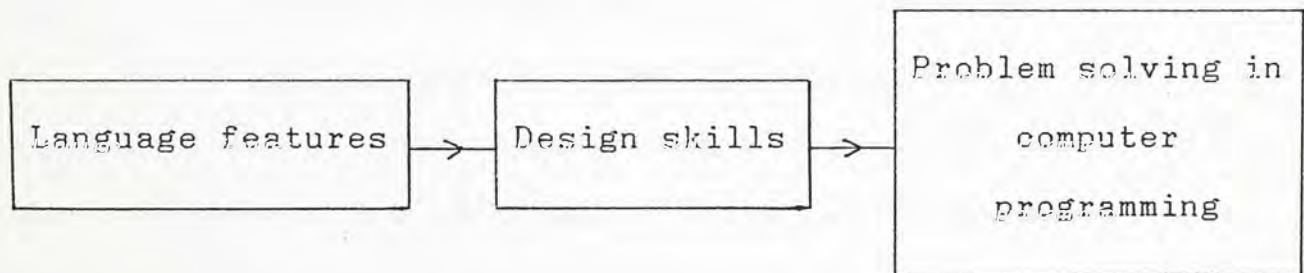 Language features
Design skills
Problem solving in
computer
programming